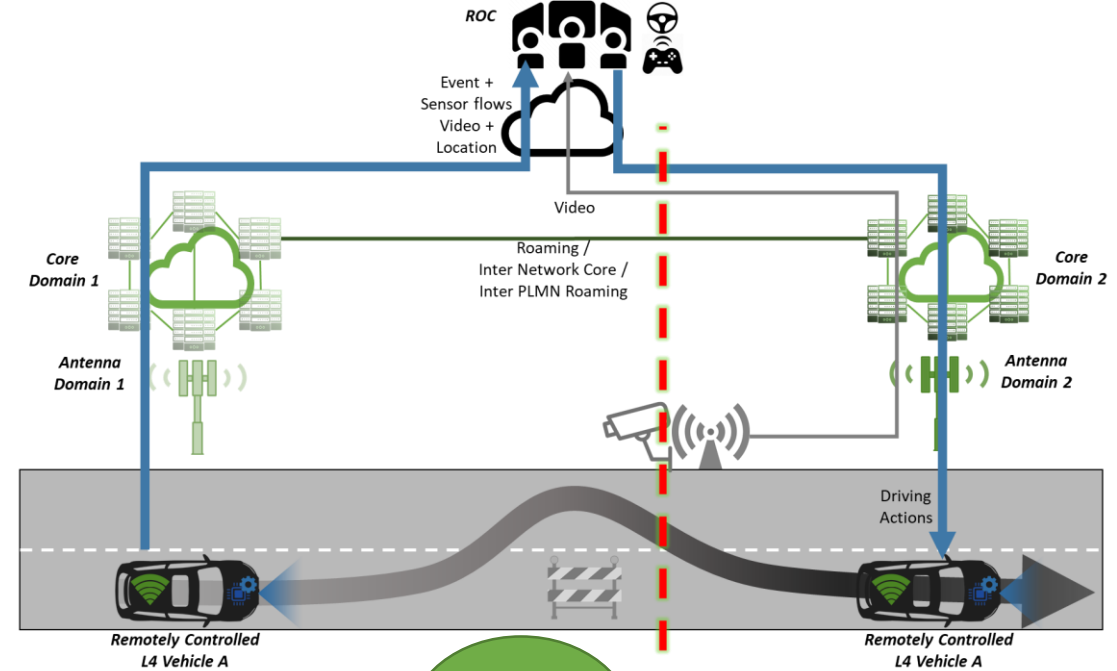 ROC
Event +
Sensor flows
Video +
Location
Video
Roaming /
Inter Network Core /
Inter PLMN Roaming
Core
Domain 1
Core
Domain 2
Antenna
Domain 1
Antenna
Domain 2
Driving
Actions
Remotely Controlled
L4 Vehicle A
Remotely Controlled
L4 Vehicle A